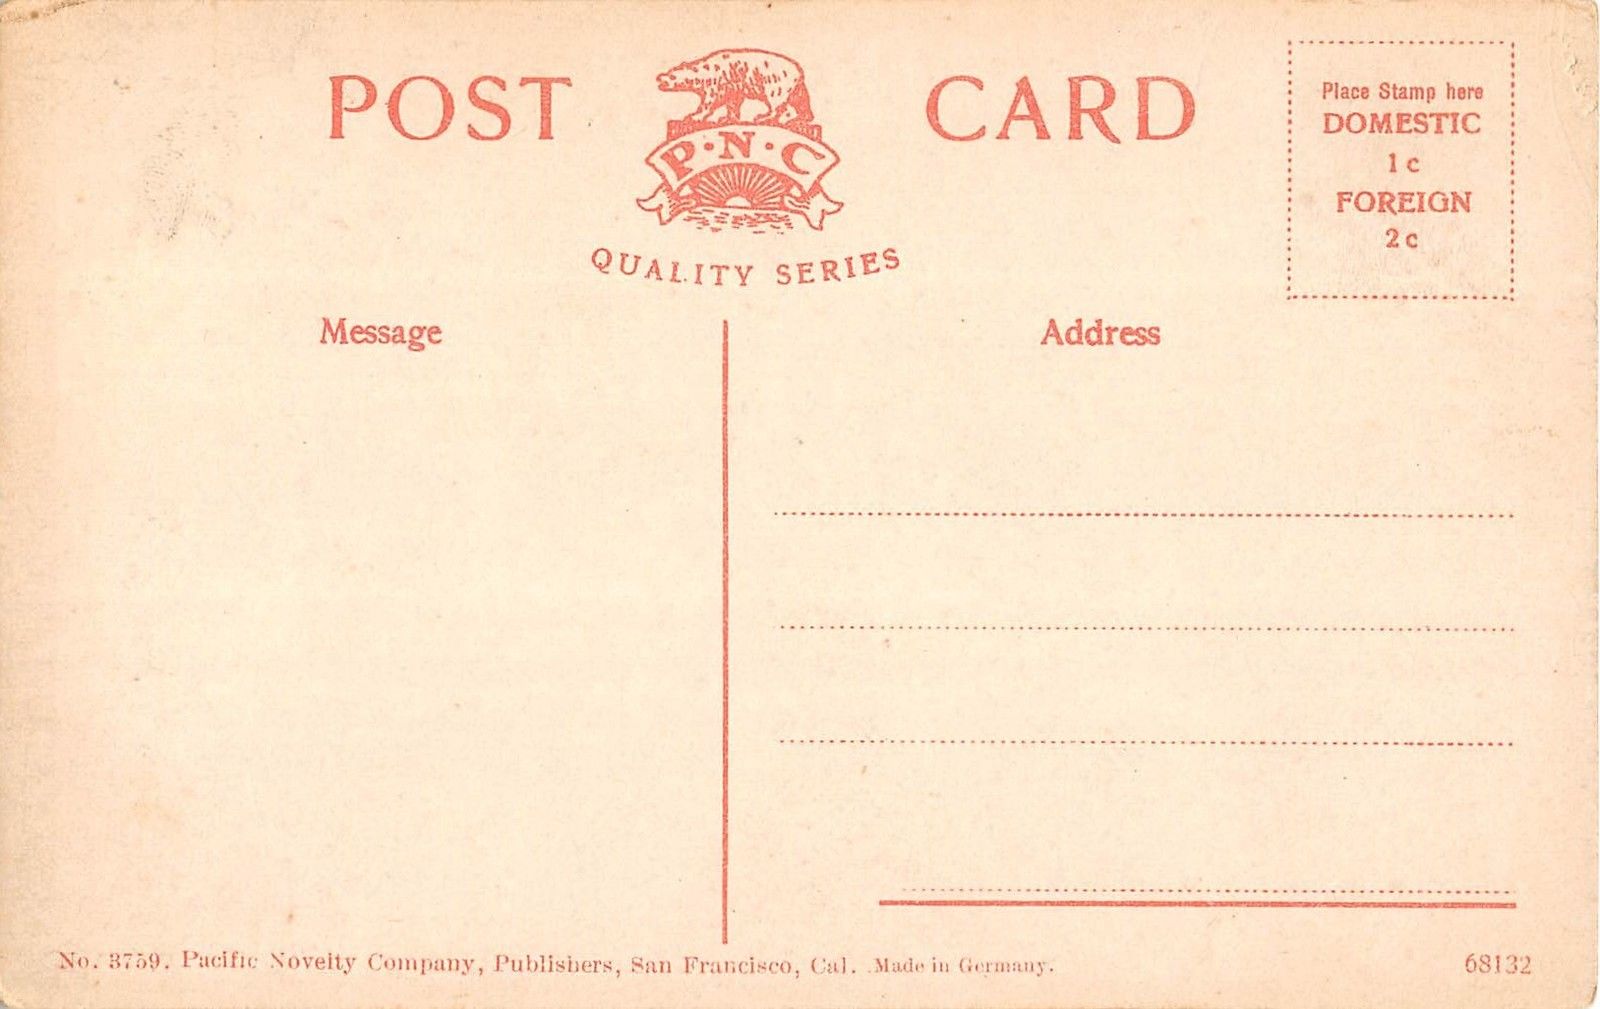 POST CARD
P·N·C
QUALITY SERIES
Place Stamp here
DOMESTIC
1c
FOREIGN
2c
Message
Address
No. 3759. Pacific Novelty Company, Publishers, San Francisco, Cal. Made in Germany.
68132